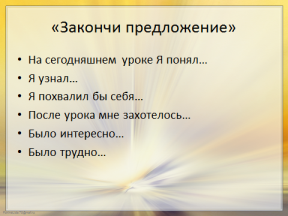 «Закончи предложение»
• На сегодняшнем уроке Я понял…
• Я узнал…
• Я похвалил бы себя…
• После урока мне захотелось…
• Было интересно…
• Было трудно…